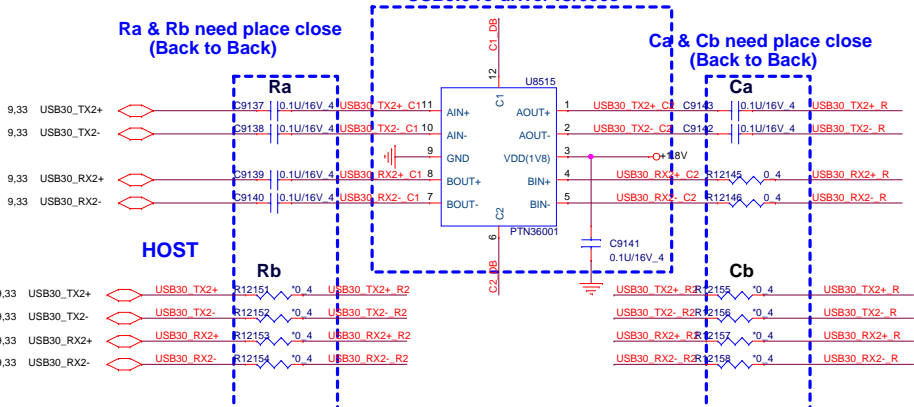 Ra & Rb need place close
(Back to Back)
Ca & Cb need place close
(Back to Back)
Ra
Ca
C1_DB
12
U8515
C1
9,33 USB30_TX2+ C9137 0.1U/16V_4 USB30_TX2+_C1 11 AIN+ AOUT+ 1 USB30_TX2+_C2 C9143 0.1U/16V_4 USB30_TX2+_R
9,33 USB30_TX2- C9138 0.1U/16V_4 USB30_TX2-_C1 10 AIN- AOUT- 2 USB30_TX2-_C2 C9142 0.1U/16V_4 USB30_TX2-_R
9 GND VDD(1V8) 3 +1.8V
9,33 USB30_RX2+ C9139 0.1U/16V_4 USB30_RX2+_C1 8 BOUT+ BIN+ 4 USB30_RX2+_C2 R12145 0_4 USB30_RX2+_R
9,33 USB30_RX2- C9140 0.1U/16V_4 USB30_RX2-_C1 7 BOUT- BIN- 5 USB30_RX2-_C2 R12146 0_4 USB30_RX2-_R
C2
PTN36001
6
C2_DB
C9141
0.1U/16V_4
HOST
Rb
Cb
9,33 USB30_TX2+ USB30_TX2+ R12151 *0_4 USB30_TX2+_R2 USB30_TX2+_R2 R12155 *0_4 USB30_TX2+_R
9,33 USB30_TX2- USB30_TX2- R12152 *0_4 USB30_TX2-_R2 USB30_TX2-_R2 R12156 *0_4 USB30_TX2-_R
9,33 USB30_RX2+ USB30_RX2+ R12153 *0_4 USB30_RX2+_R2 USB30_RX2+_R2 R12157 *0_4 USB30_RX2+_R
9,33 USB30_RX2- USB30_RX2- R12154 *0_4 USB30_RX2-_R2 USB30_RX2-_R2 R12158 *0_4 USB30_RX2-_R